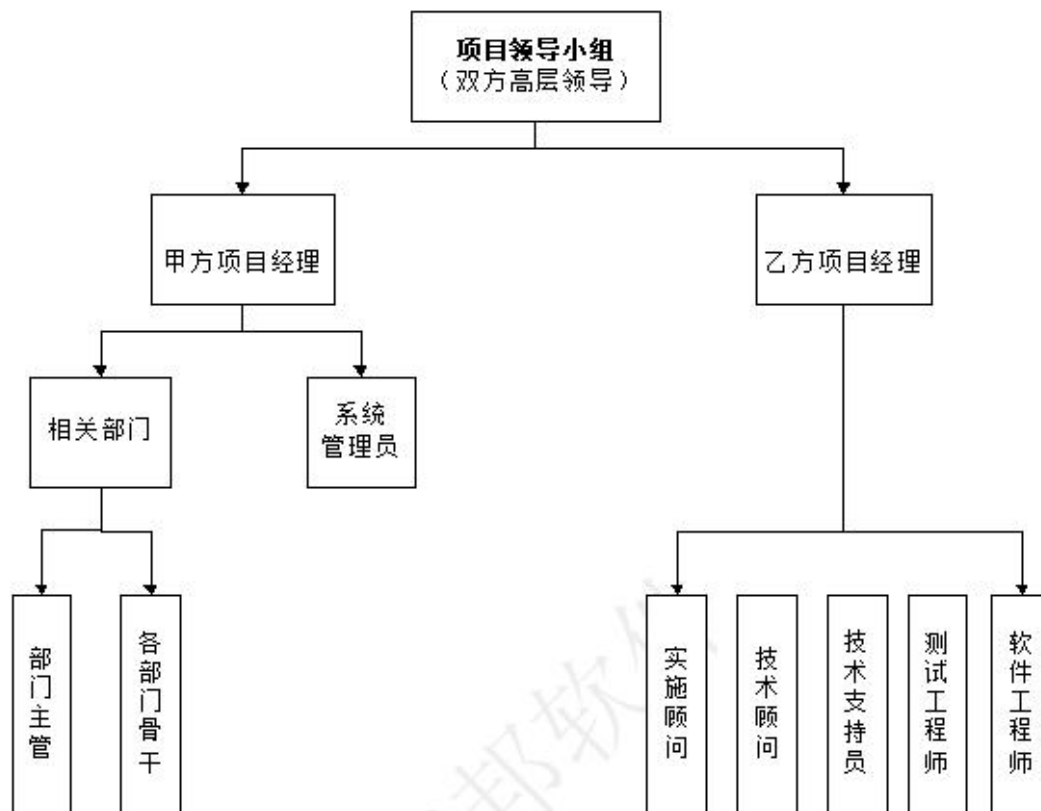 项目领导小组
（双方高层领导）
甲方项目经理
乙方项目经理
相关部门
系统
管理员
部门主管
各部门骨干
实施顾问
技术顾问
技术支持员
测试工程师
软件工程师
邦软件